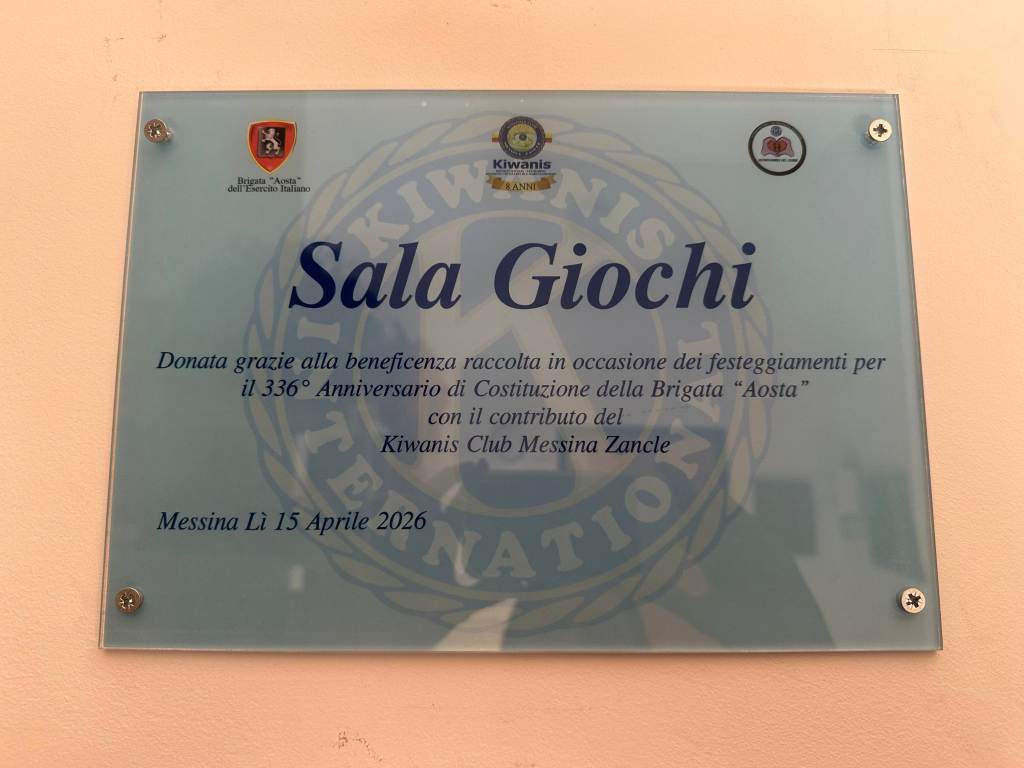 Brigata "Aosta"
dell'Esercito Italiano
Kiwanis
8 ANNI
KIWANIS
INTERNATIONAL
Sala Giochi
Donata grazie alla beneficenza raccolta in occasione dei festeggiamenti per
il 336° Anniversario di Costituzione della Brigata “Aosta”
con il contributo del
Kiwanis Club Messina Zancle
Messina Lì 15 Aprile 2026